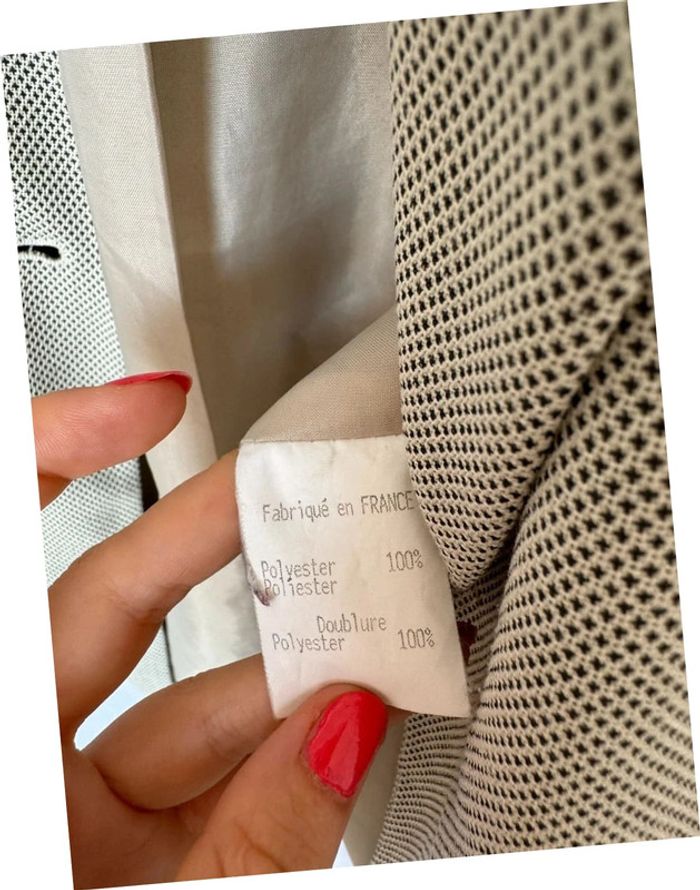 Fabriqué en FRANCE
Polyester 100%
Poliester
Doublure
Polyester 100%